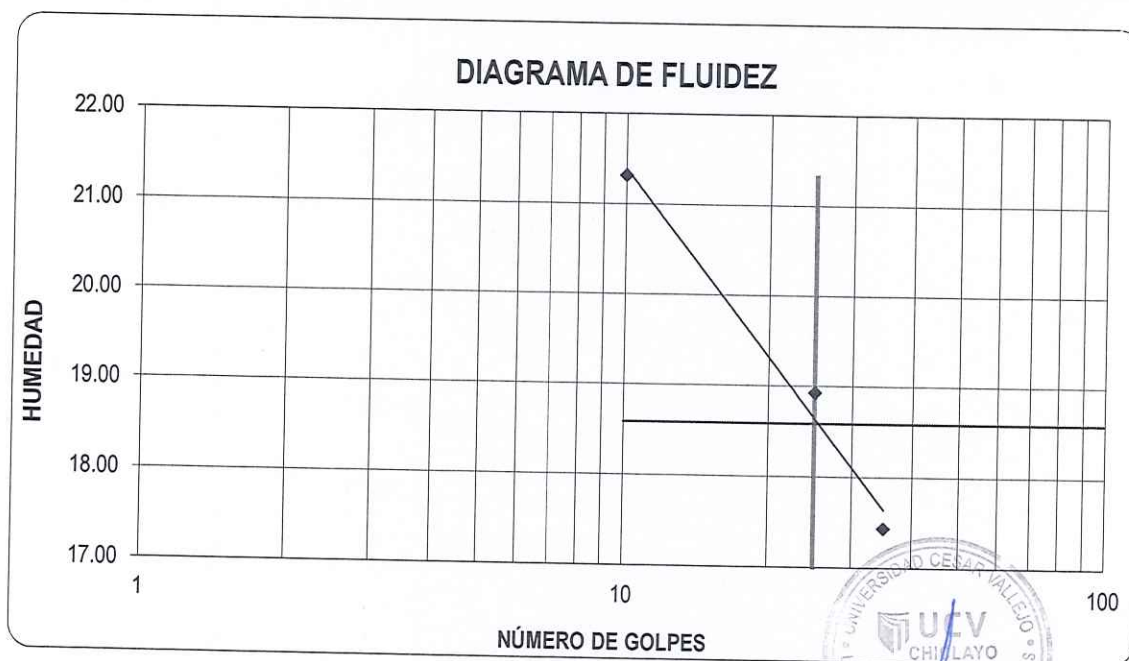 DIAGRAMA DE FLUIDEZ
HUMEDAD
22.00
21.00
20.00
19.00
18.00
17.00
1
10
100
NÚMERO DE GOLPES
UNIVERSIDAD CESAR VALLEJO
UCV
CHICLAYO